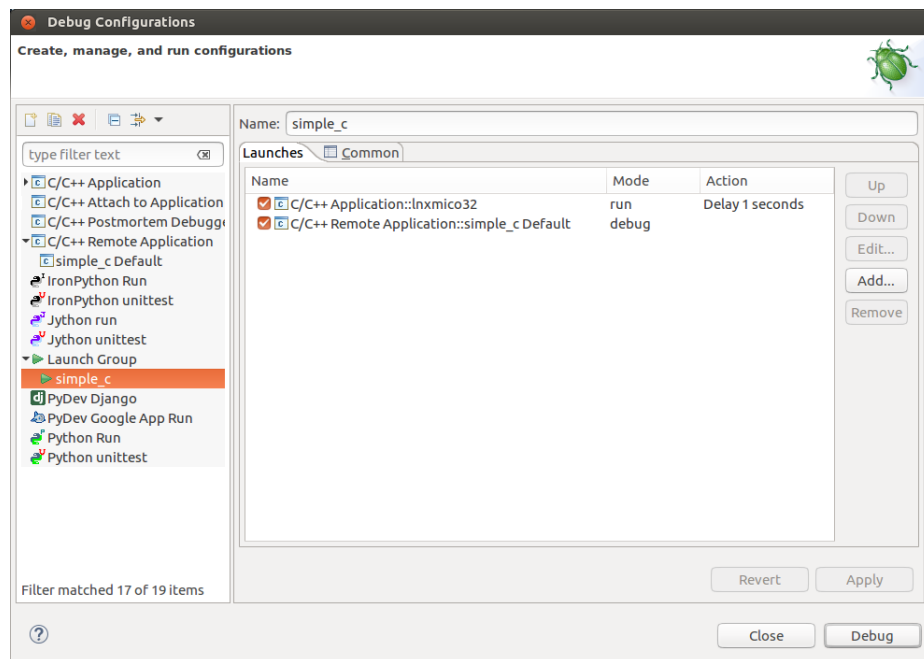 Debug Configurations
Create, manage, and run configurations
type filter text
C/C++ Application
C/C++ Attach to Application
C/C++ Postmortem Debugge
C/C++ Remote Application
simple_c Default
IronPython Run
IronPython unittest
Jython run
Jython unittest
Launch Group
simple_c
PyDev Django
PyDev Google App Run
Python Run
Python unittest
Filter matched 17 of 19 items
Name: simple_c
Launches Common
Name Mode Action
C/C++ Application::lnxmico32 run Delay 1 seconds
C/C++ Remote Application::simple_c Default debug
Up
Down
Edit...
Add...
Remove
Revert Apply
Close Debug